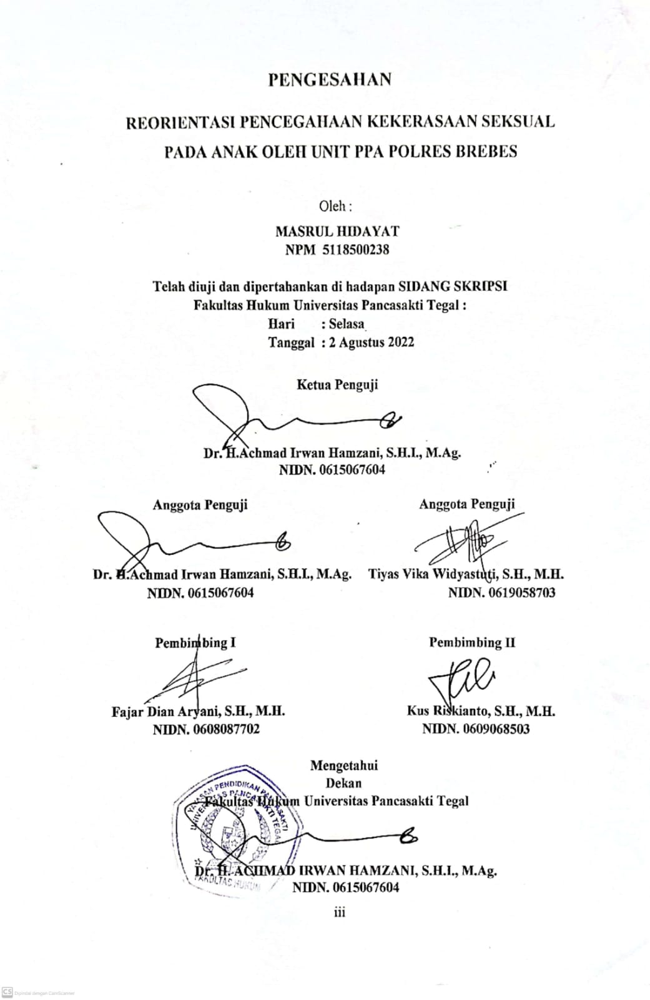 PENGESAHAN
REORIENTASI PENCEGAHAAN KEKERASAAN SEKSUAL
PADA ANAK OLEH UNIT PPA POLRES BREBES
Oleh :
MASRUL HIDAYAT
NPM 5118500238
Telah diuji dan dipertahankan di hadapan SIDANG SKRIPSI
Fakultas Hukum Universitas Pancasakti Tegal :
Hari : Selasa
Tanggal : 2 Agustus 2022
Ketua Penguji
Dr. H.Achmad Irwan Hamzani, S.H.I., M.Ag.
NIDN. 0615067604
Anggota Penguji Anggota Penguji
Dr. H.Achmad Irwan Hamzani, S.H.I., M.Ag. Tiyas Vika Widyastuti, S.H., M.H.
NIDN. 0615067604 NIDN. 0619058703
Pembimbing I Pembimbing II
Fajar Dian Aryani, S.H., M.H. Kus Riskianto, S.H., M.H.
NIDN. 0608087702 NIDN. 0609068503
Mengetahui
Dekan
Fakultas Hukum Universitas Pancasakti Tegal
YAYASAN PENDIDIKAN PANCASAKTI
UNIVERSITAS PANCASAKTI TEGAL
FAKULTAS HUKUM
Dr. H. ACHMAD IRWAN HAMZANI, S.H.I., M.Ag.
NIDN. 0615067604
iii
CS Dipindai dengan CamScanner